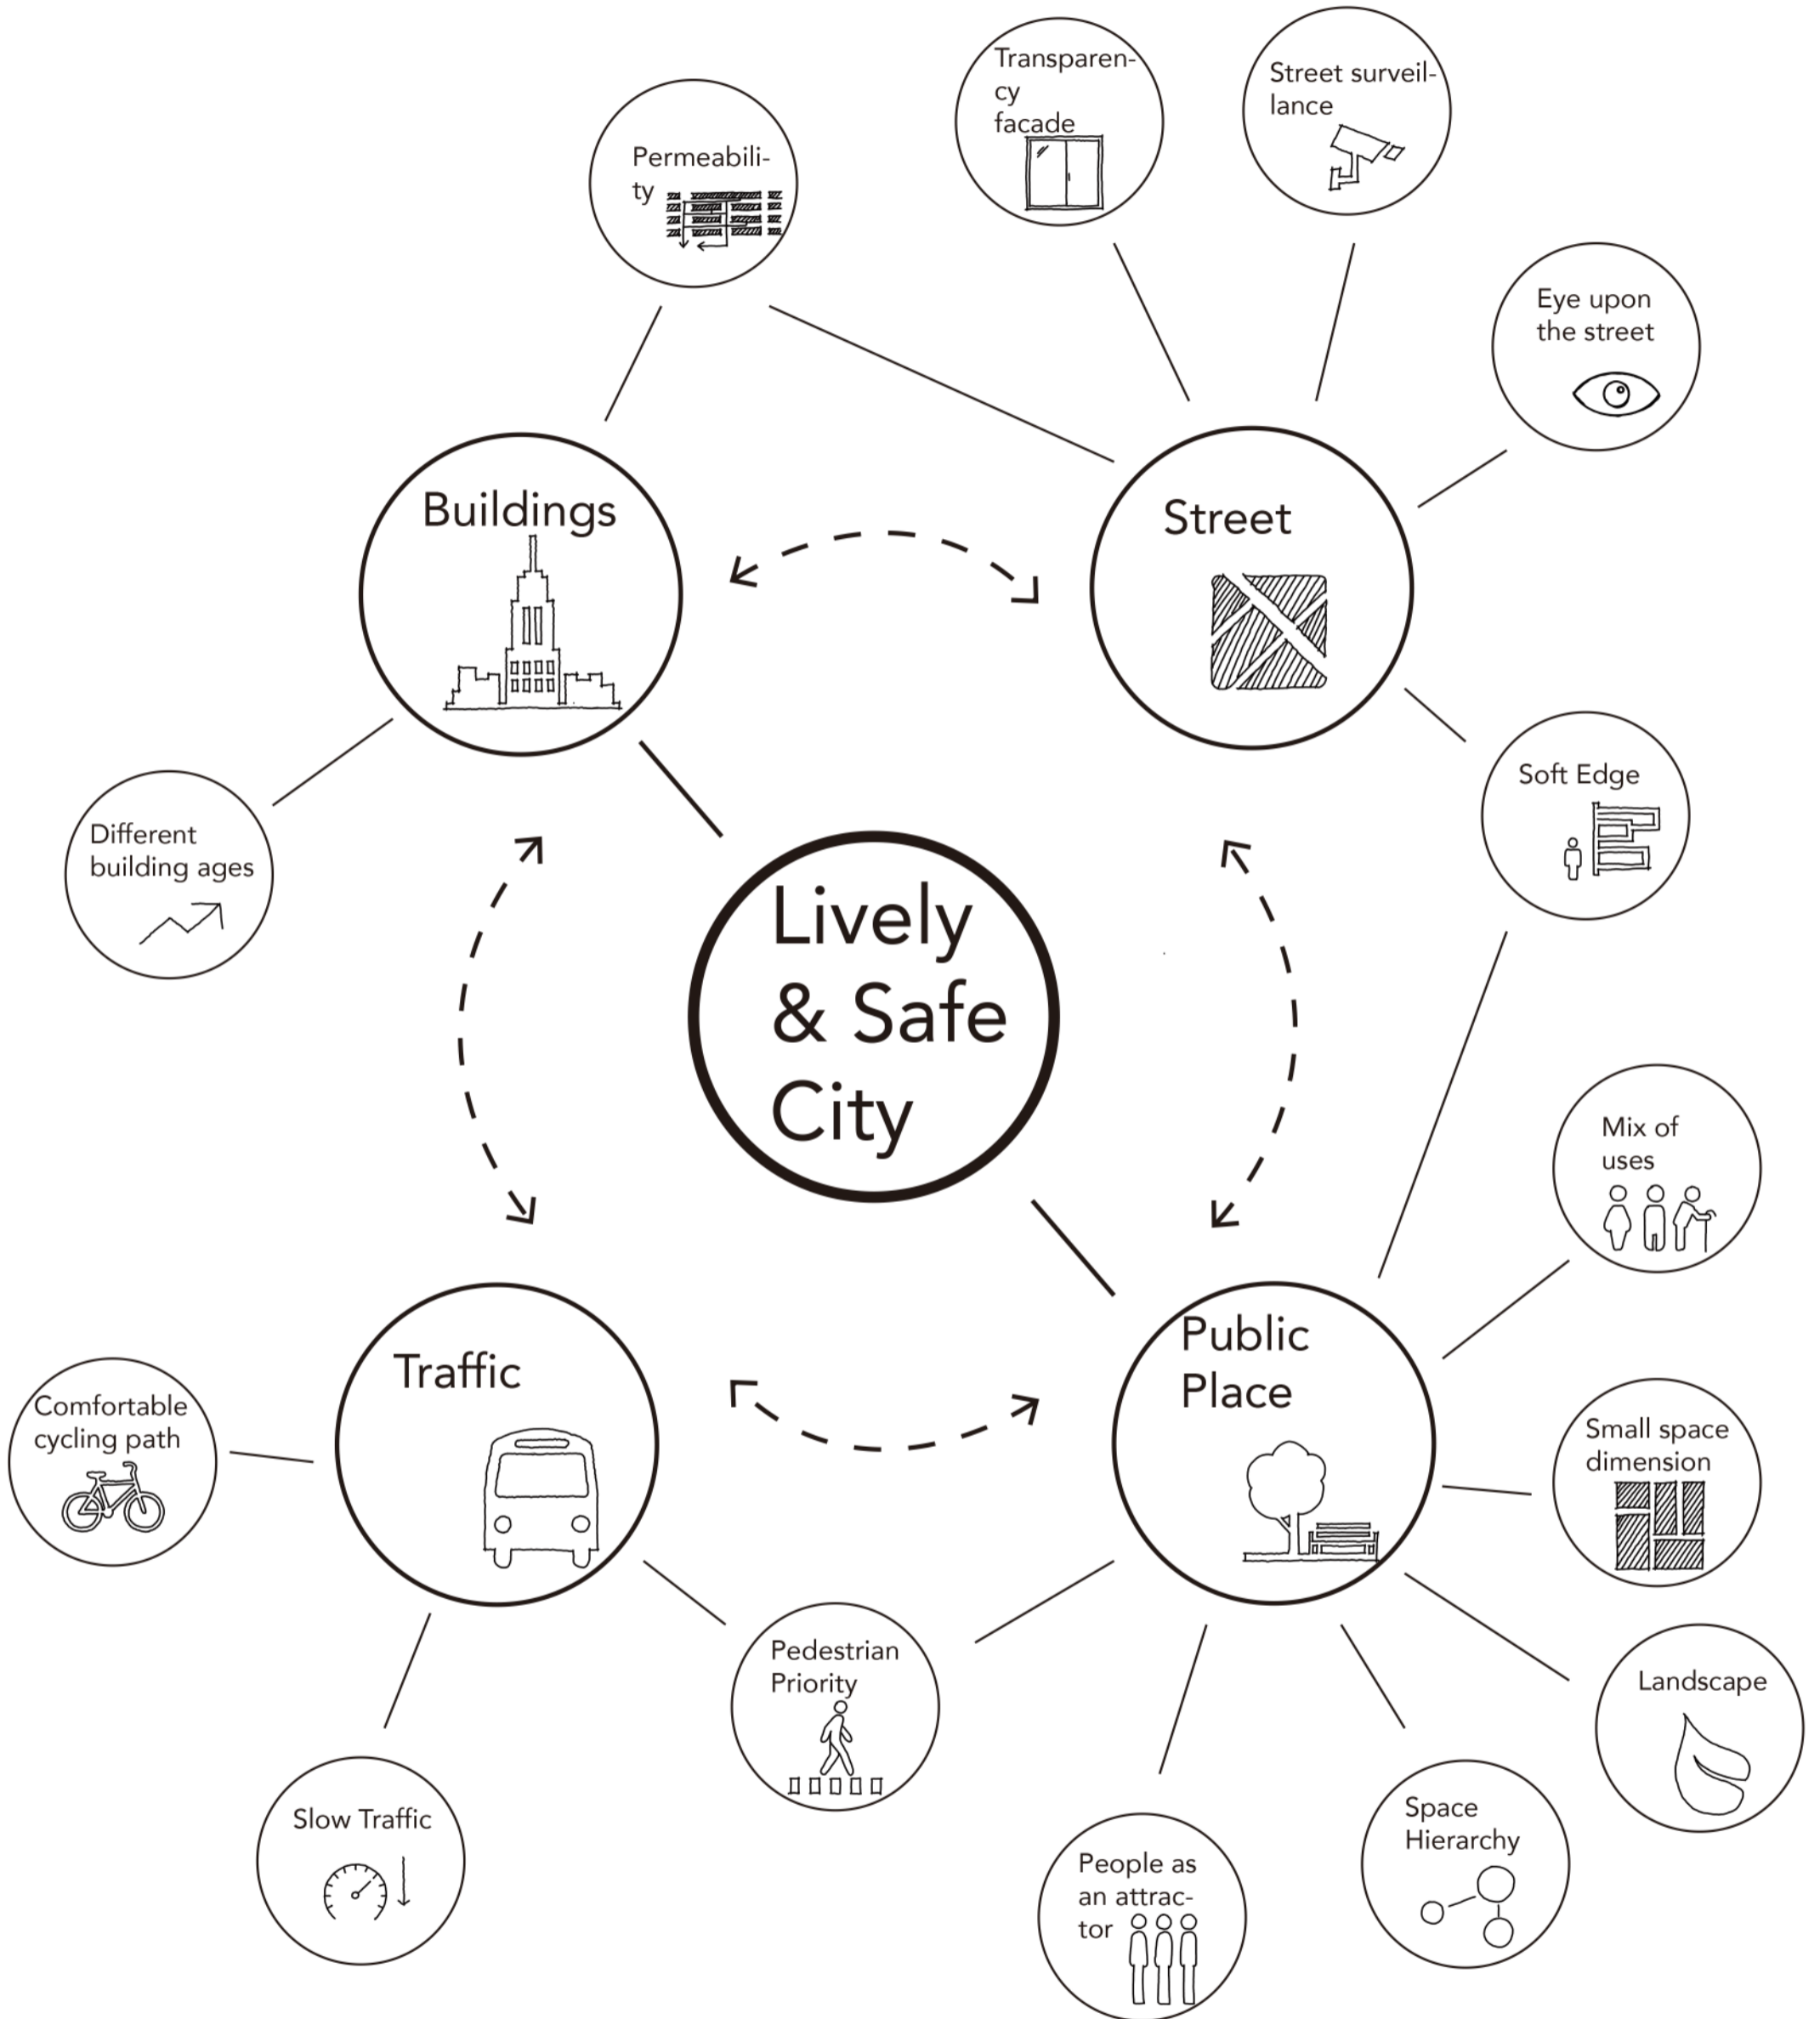 Transparen-
cy
facade
Street surveil-
lance
Permeabili-
ty
Eye upon
the street
Buildings
Street
Soft Edge
Different
building ages
Lively
& Safe
City
Mix of
uses
Public
Place
Traffic
Comfortable
cycling path
Small space
dimension
Pedestrian
Priority
Landscape
Slow Traffic
Space
Hierarchy
People as
an attrac-
tor